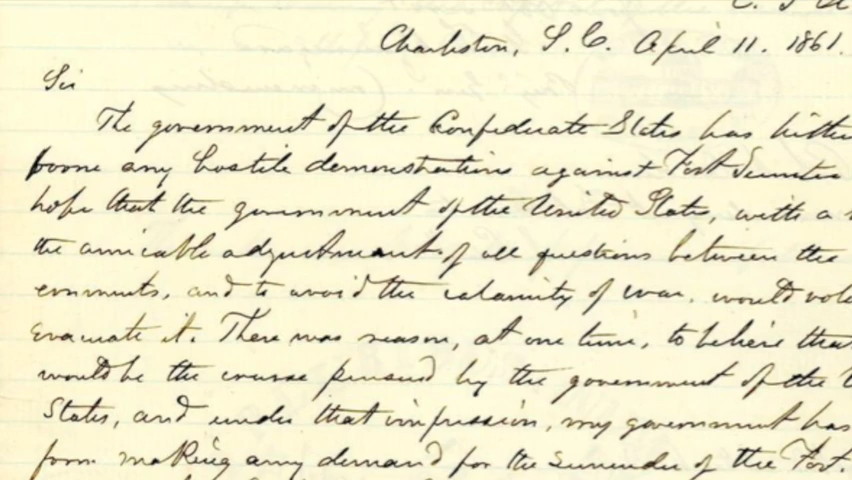 C. S. A
Charleston, S. C. April 11. 1861.
Sir
The government of the Confederate States has hither
foone any hostile demonstrations against Fort Sumter
hope that the government of the United States, with a
the amicable adjustment of all questions between the
ernments, and to avoid the calamity of war, would vol
evacuate it. There was reason, at one time, to believe that
would be the course pursued by the government of the U
States, and under that impression, my government has
from making any demand for the surrender of the Fort.